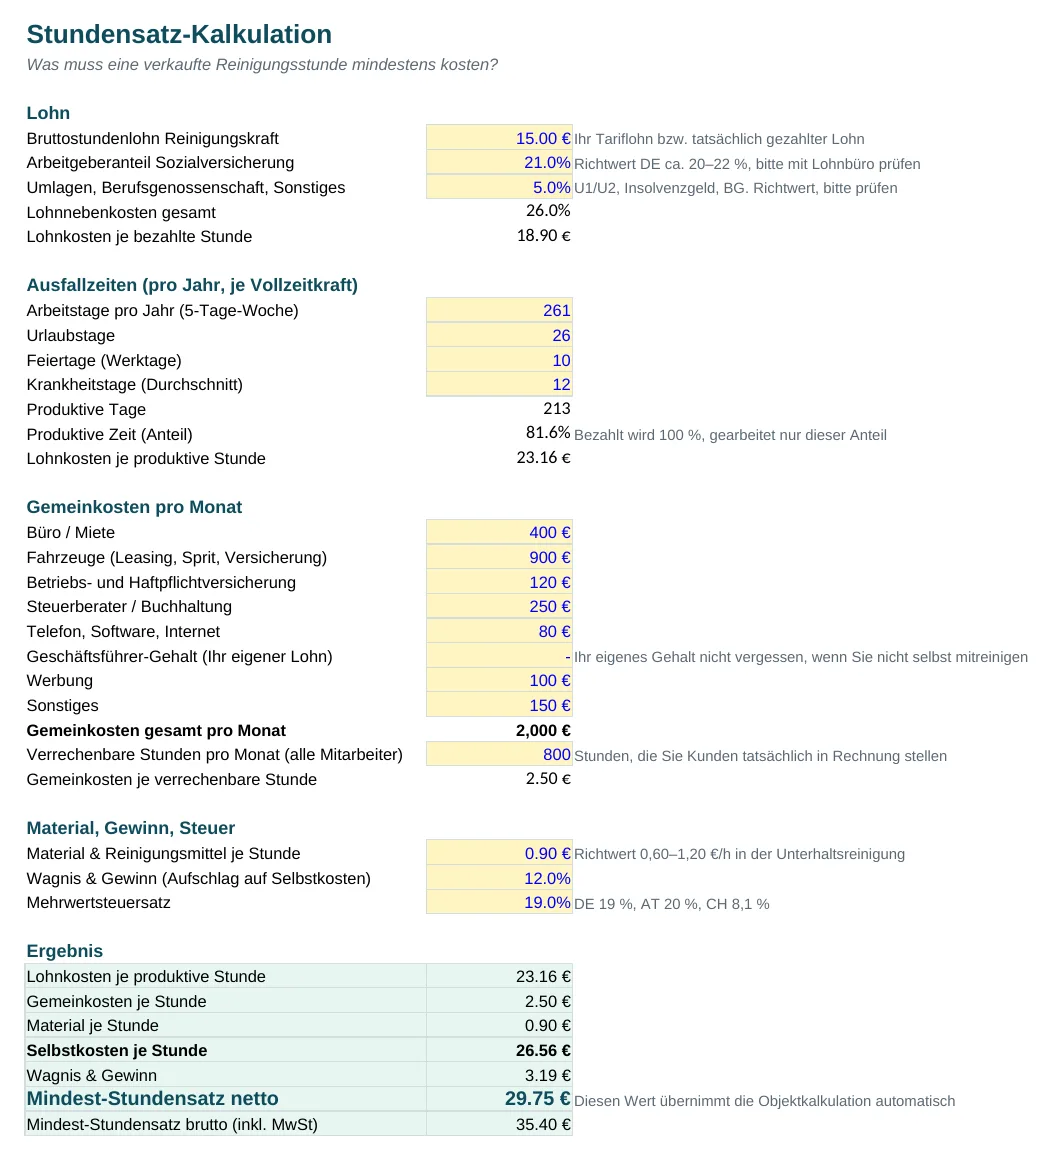 Stundensatz-Kalkulation
Was muss eine verkaufte Reinigungsstunde mindestens kosten?
Lohn
Bruttostundenlohn Reinigungskraft 15.00 € Ihr Tariflohn bzw. tatsächlich gezahlter Lohn
Arbeitgeberanteil Sozialversicherung 21.0% Richtwert DE ca. 20–22 %, bitte mit Lohnbüro prüfen
Umlagen, Berufsgenossenschaft, Sonstiges 5.0% U1/U2, Insolvenzgeld, BG. Richtwert, bitte prüfen
Lohnnebenkosten gesamt 26.0%
Lohnkosten je bezahlte Stunde 18.90 €
Ausfallzeiten (pro Jahr, je Vollzeitkraft)
Arbeitstage pro Jahr (5-Tage-Woche) 261
Urlaubstage 26
Feiertage (Werktage) 10
Krankheitstage (Durchschnitt) 12
Produktive Tage 213
Produktive Zeit (Anteil) 81.6% Bezahlt wird 100 %, gearbeitet nur dieser Anteil
Lohnkosten je produktive Stunde 23.16 €
Gemeinkosten pro Monat
Büro / Miete 400 €
Fahrzeuge (Leasing, Sprit, Versicherung) 900 €
Betriebs- und Haftpflichtversicherung 120 €
Steuerberater / Buchhaltung 250 €
Telefon, Software, Internet 80 €
Geschäftsführer-Gehalt (Ihr eigener Lohn) - Ihr eigenes Gehalt nicht vergessen, wenn Sie nicht selbst mitreinigen
Werbung 100 €
Sonstiges 150 €
Gemeinkosten gesamt pro Monat 2,000 €
Verrechenbare Stunden pro Monat (alle Mitarbeiter) 800 Stunden, die Sie Kunden tatsächlich in Rechnung stellen
Gemeinkosten je verrechenbare Stunde 2.50 €
Material, Gewinn, Steuer
Material & Reinigungsmittel je Stunde 0.90 € Richtwert 0,60–1,20 €/h in der Unterhaltsreinigung
Wagnis & Gewinn (Aufschlag auf Selbstkosten) 12.0%
Mehrwertsteuersatz 19.0% DE 19 %, AT 20 %, CH 8,1 %
Ergebnis
Lohnkosten je produktive Stunde 23.16 €
Gemeinkosten je Stunde 2.50 €
Material je Stunde 0.90 €
Selbstkosten je Stunde 26.56 €
Wagnis & Gewinn 3.19 €
Mindest-Stundensatz netto 29.75 € Diesen Wert übernimmt die Objektkalkulation automatisch
Mindest-Stundensatz brutto (inkl. MwSt) 35.40 €